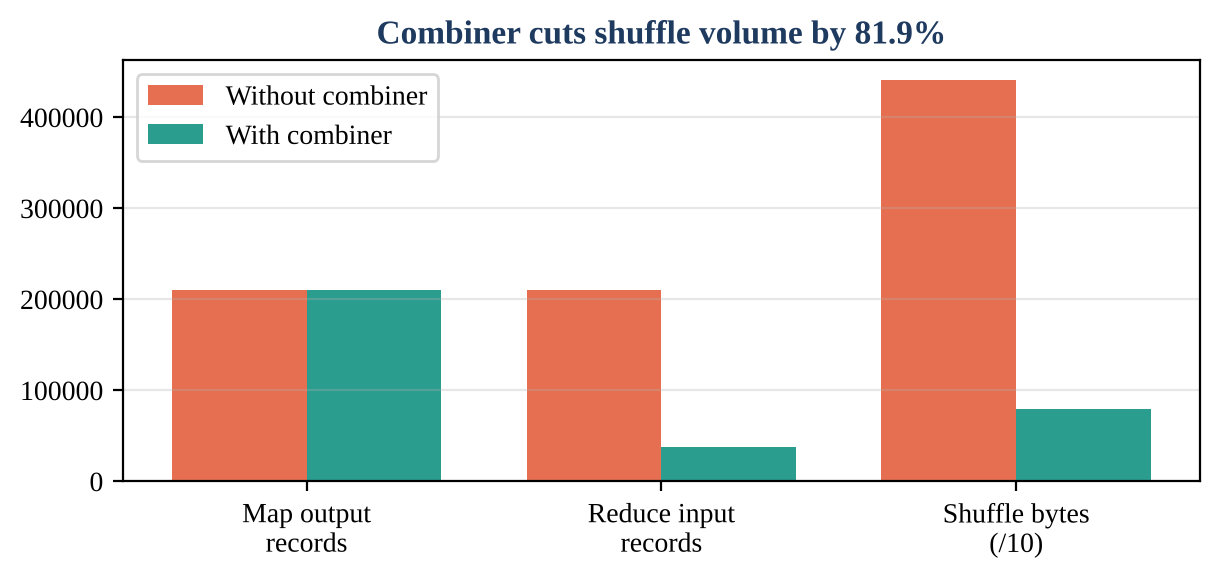 Combiner cuts shuffle volume by 81.9%
Without combiner
With combiner
400000
300000
200000
100000
0
Map output
records
Reduce input
records
Shuffle bytes
(/10)